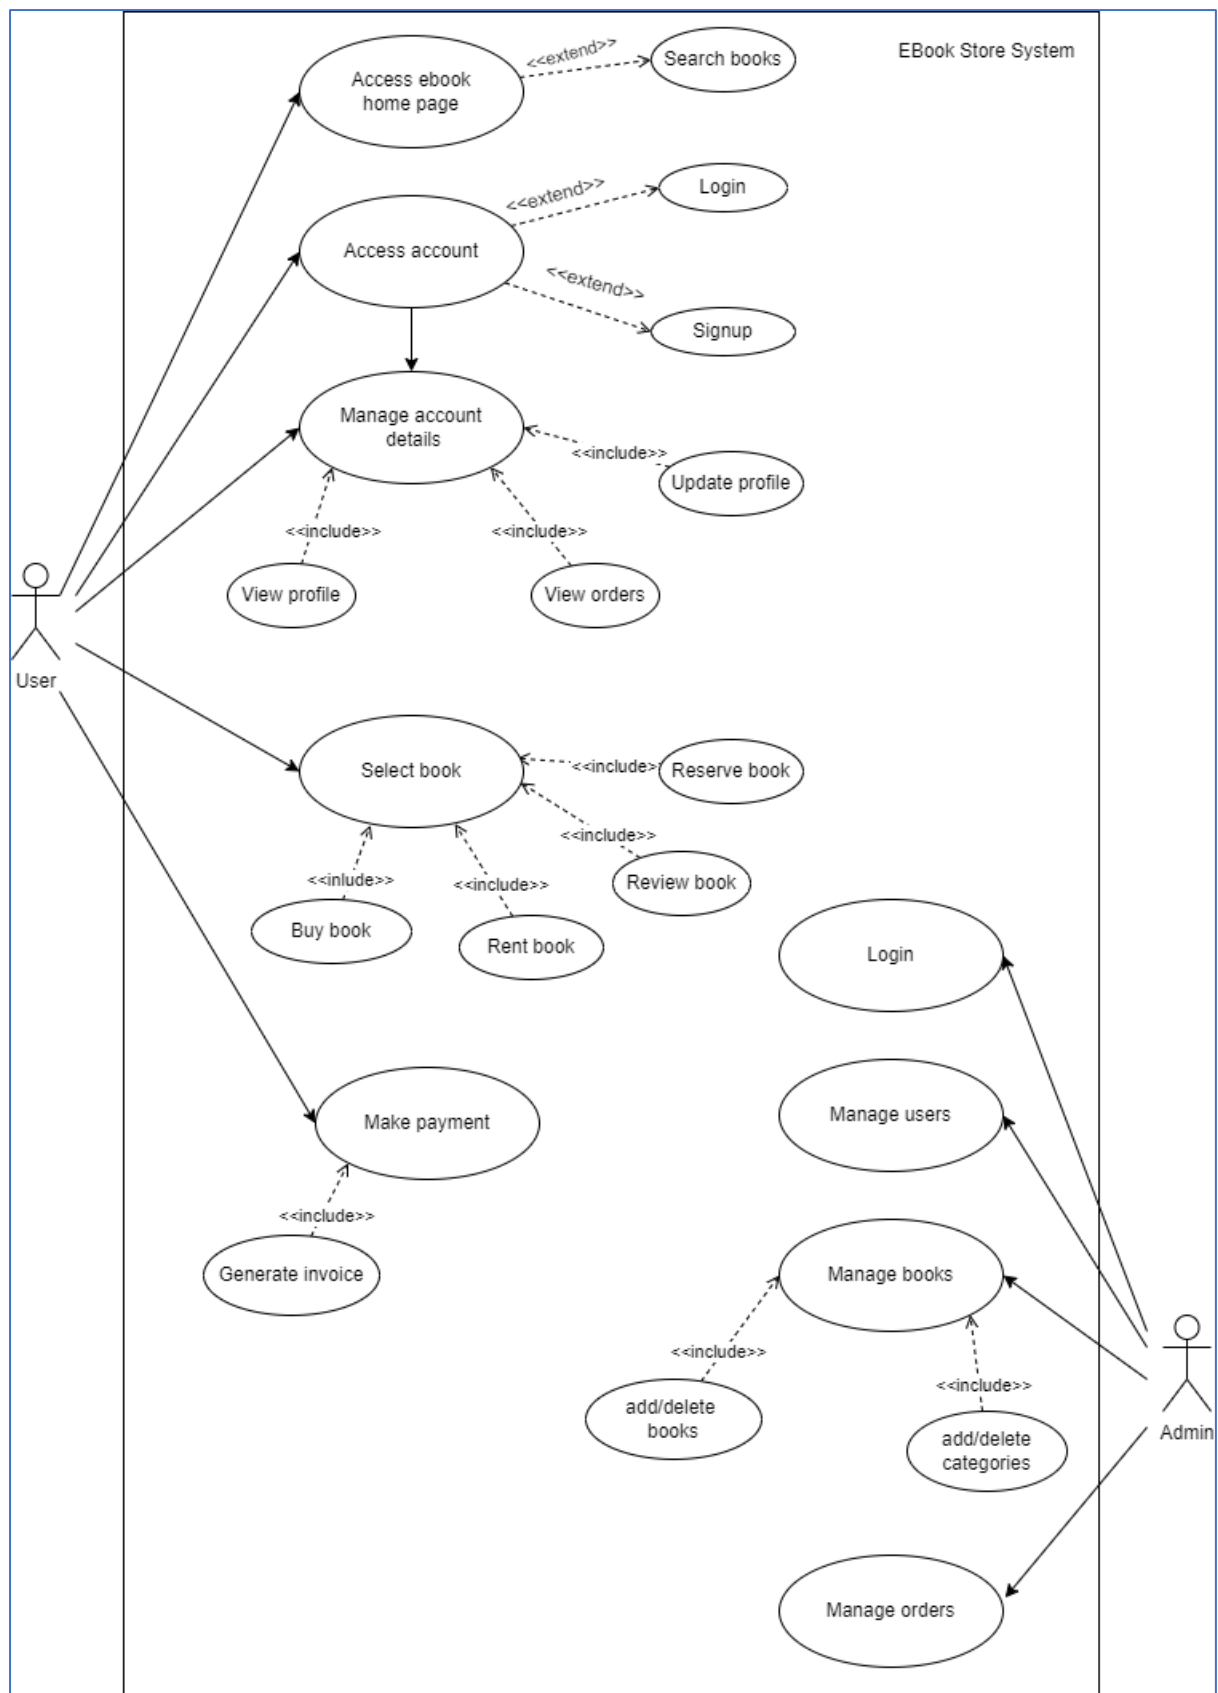 EBook Store System
Access ebook
home page
<<extend>>
Search books
<<extend>>
Login
Access account
<<extend>>
Signup
Manage account
details
<<include>>
Update profile
<<include>>
<<include>>
View profile
View orders
User
Select book
<<include>
Reserve book
<<include>>
Review book
<<inlude>>
<<include>>
Buy book
Rent book
Login
Make payment
Manage users
<<include>>
Generate invoice
Manage books
<<include>>
<<include>>
add/delete
books
add/delete
categories
Admin
Manage orders